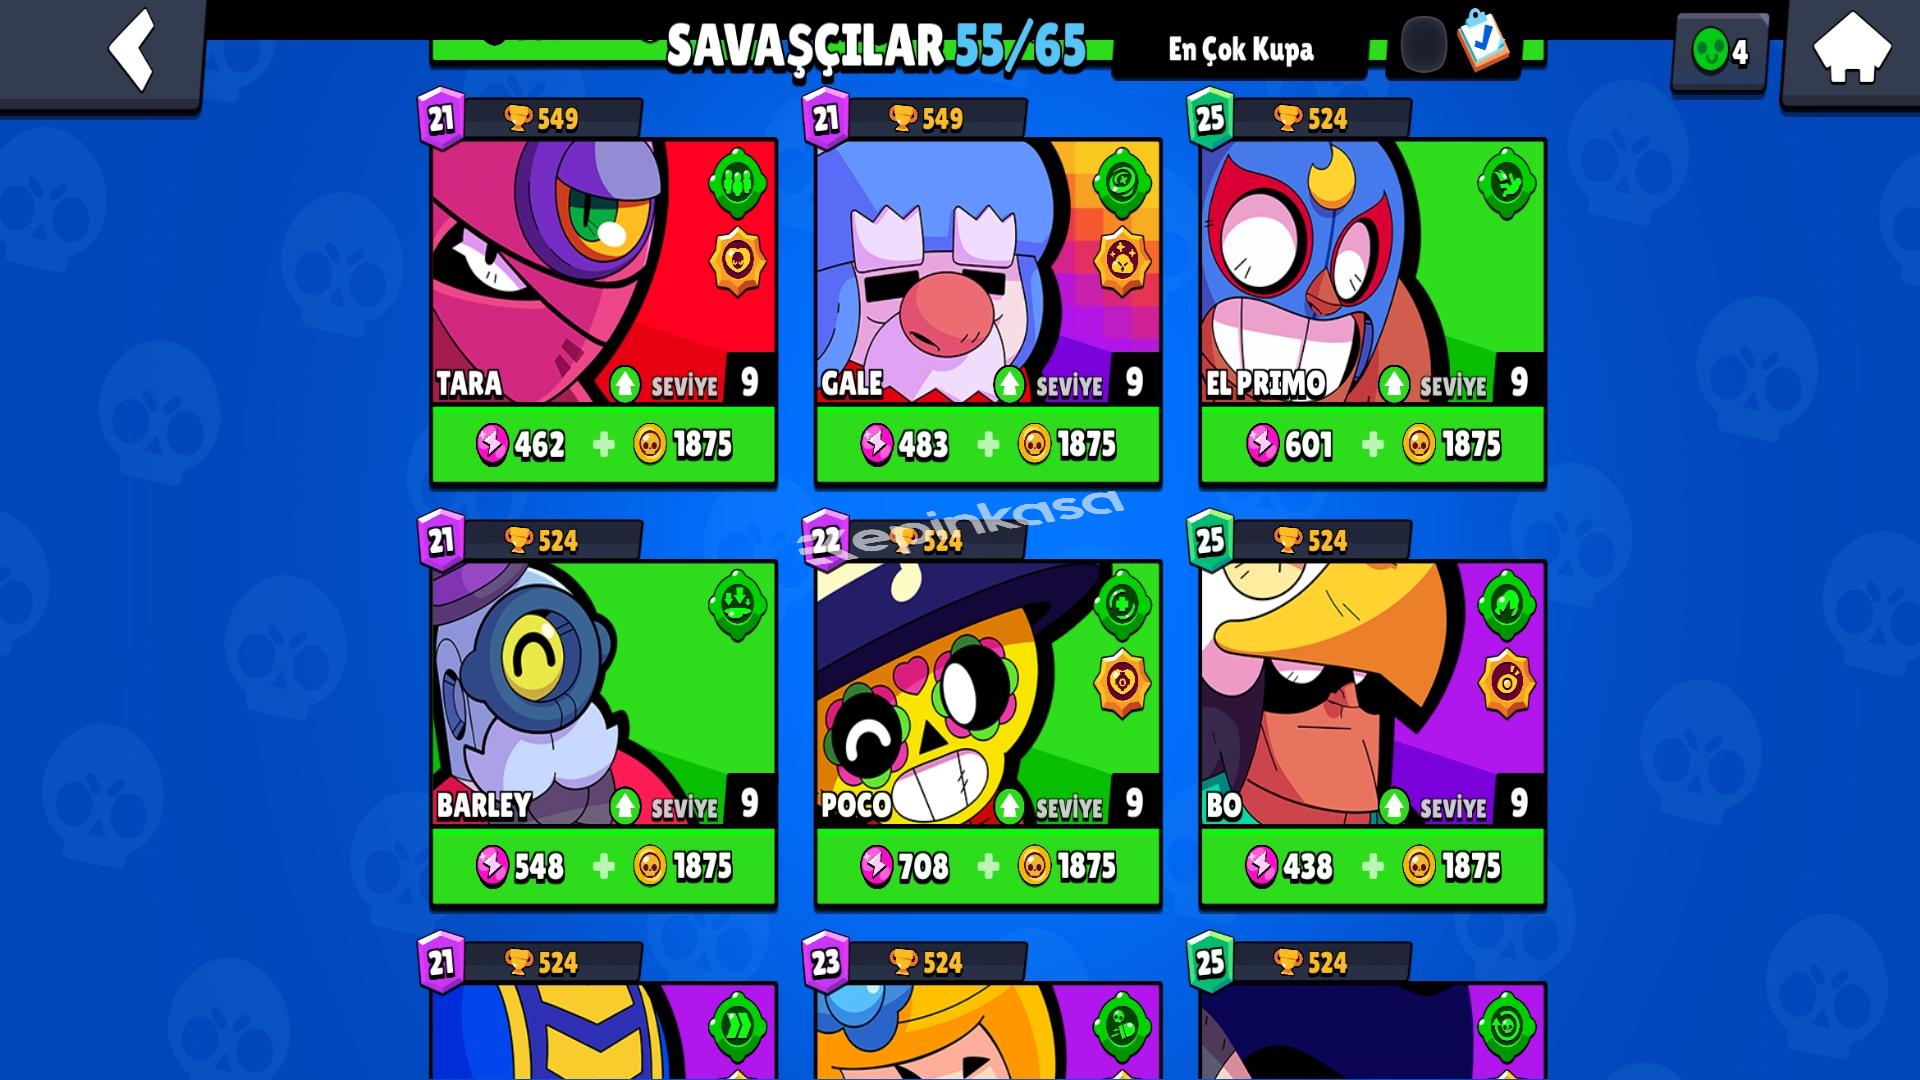 SAVAŞÇILAR 55/65
En Çok Kupa
4
21 549
21 549
25 524
TARA SEVİYE 9
GALE SEVİYE 9
EL PRIMO SEVİYE 9
462 + 1875
483 + 1875
601 + 1875
epinkasa
21 524
22 524
25 524
BARLEY SEVİYE 9
POCO SEVİYE 9
BO SEVİYE 9
548 + 1875
708 + 1875
438 + 1875
21 524
23 524
25 524